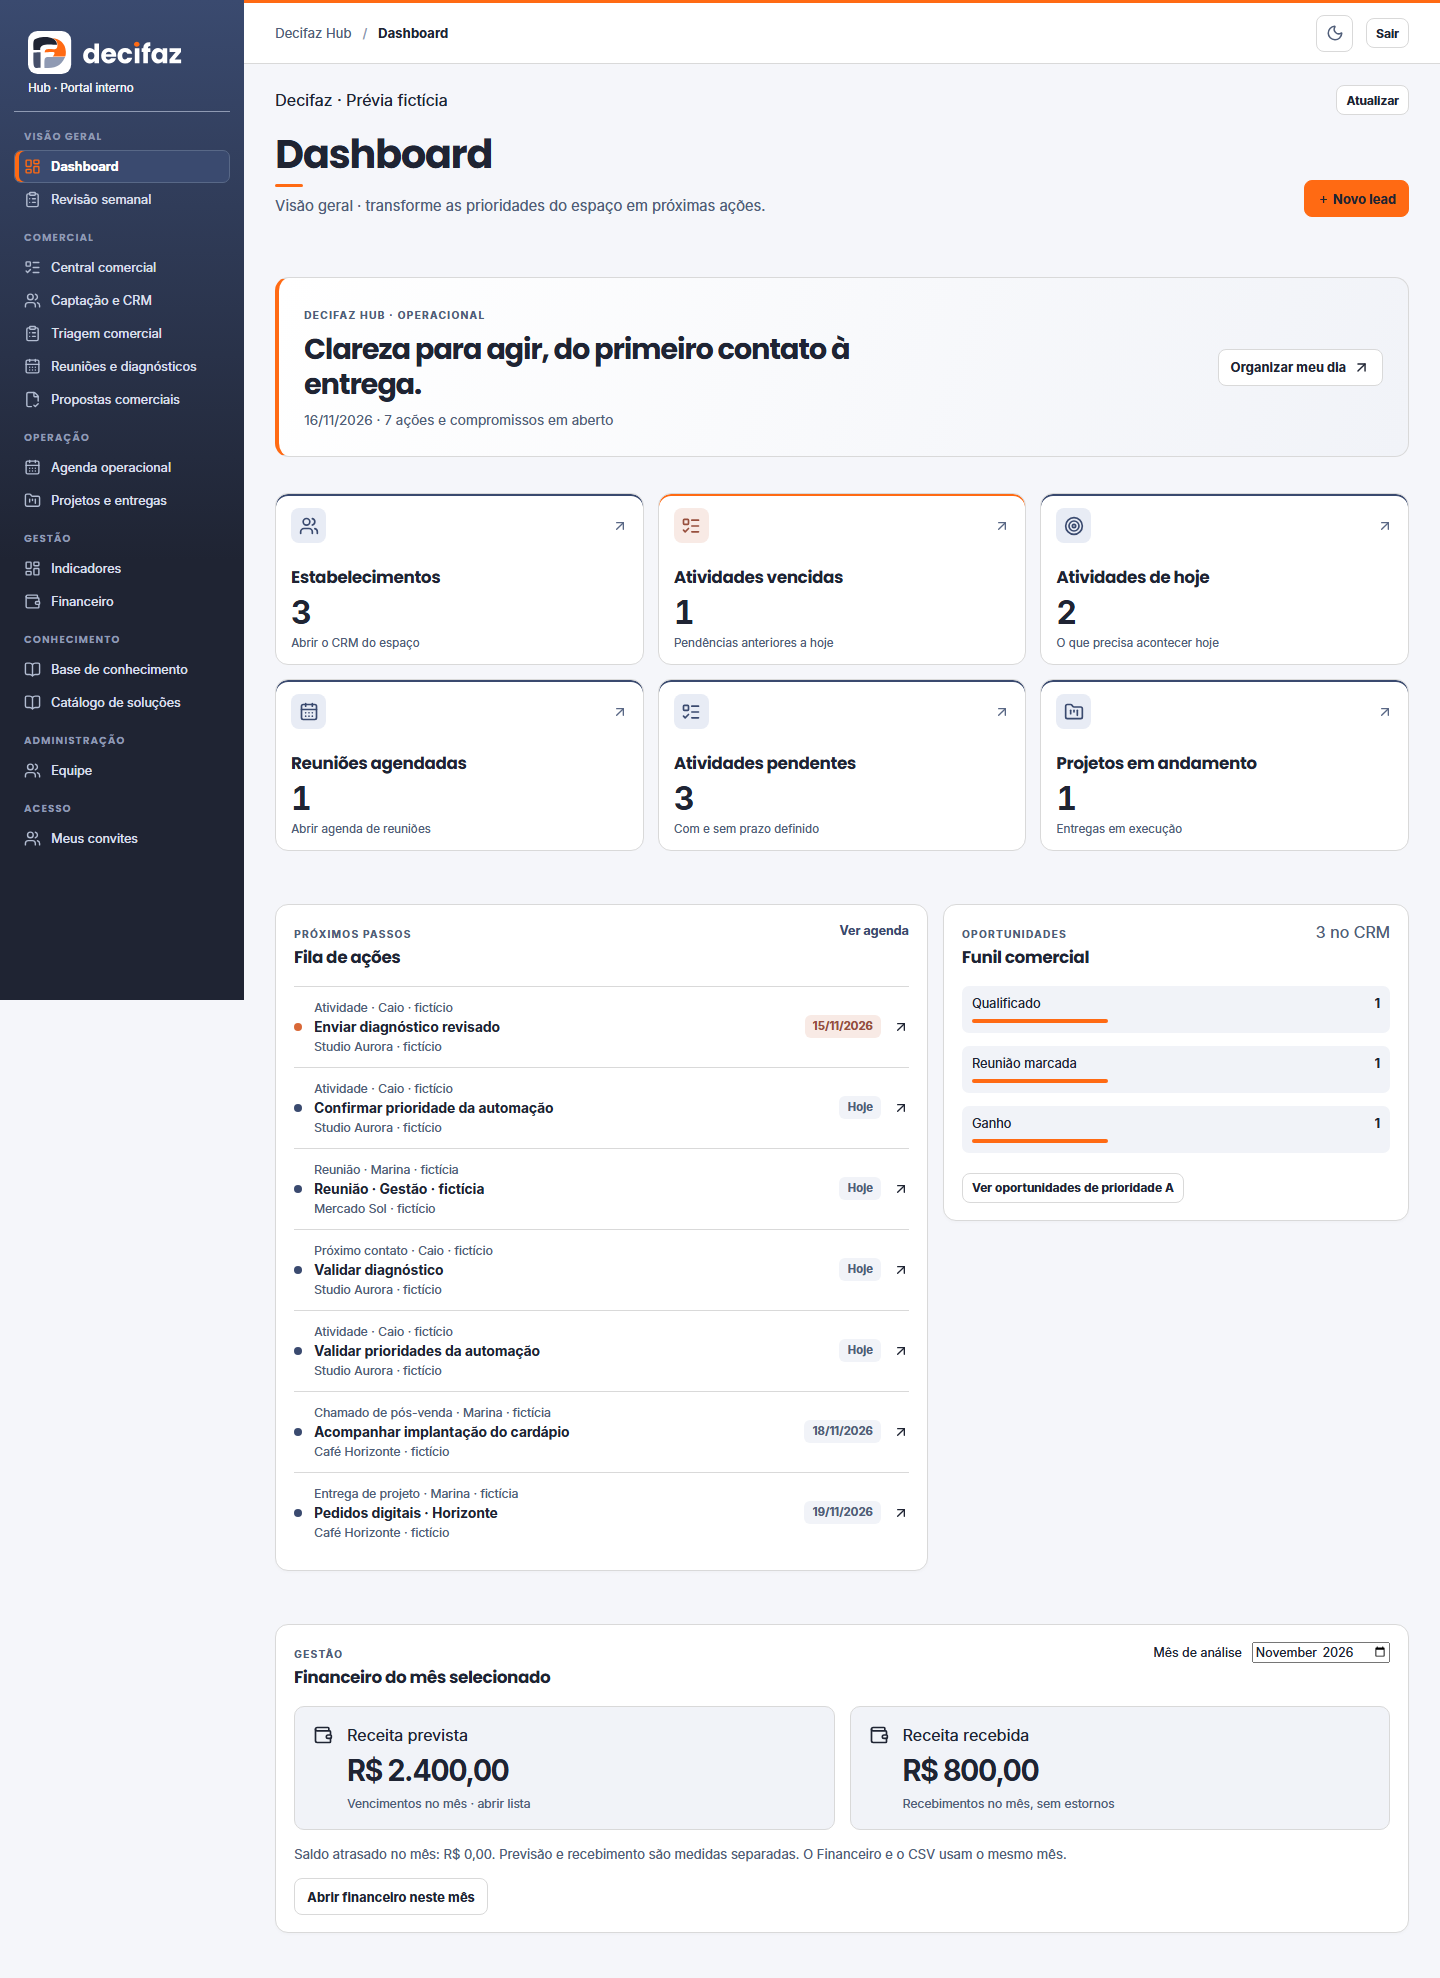 decifaz
Hub · Portal interno
VISÃO GERAL
Dashboard
Revisão semanal
COMERCIAL
Central comercial
Captação e CRM
Triagem comercial
Reuniões e diagnósticos
Propostas comerciais
OPERAÇÃO
Agenda operacional
Projetos e entregas
GESTÃO
Indicadores
Financeiro
CONHECIMENTO
Base de conhecimento
Catálogo de soluções
ADMINISTRAÇÃO
Equipe
ACESSO
Meus convites
Decifaz Hub / Dashboard
Sair
Decifaz · Prévia fictícia
Atualizar
Dashboard
Visão geral · transforme as prioridades do espaço em próximas ações.
+ Novo lead
DECIFAZ HUB · OPERACIONAL
Clareza para agir, do primeiro contato à
entrega.
16/11/2026 · 7 ações e compromissos em aberto
Organizar meu dia
Estabelecimentos
3
Abrir o CRM do espaço
Atividades vencidas
1
Pendências anteriores a hoje
Atividades de hoje
2
O que precisa acontecer hoje
Reuniões agendadas
1
Abrir agenda de reuniões
Atividades pendentes
3
Com e sem prazo definido
Projetos em andamento
1
Entregas em execução
PRÓXIMOS PASSOS
Fila de ações
Ver agenda
Atividade · Caio · fictício
Enviar diagnóstico revisado
Studio Aurora · fictício
15/11/2026
Atividade · Caio · fictício
Confirmar prioridade da automação
Studio Aurora · fictício
Hoje
Reunião · Marina · fictícia
Reunião · Gestão · fictícia
Mercado Sol · fictício
Hoje
Próximo contato · Caio · fictício
Validar diagnóstico
Studio Aurora · fictício
Hoje
Atividade · Caio · fictício
Validar prioridades da automação
Studio Aurora · fictício
Hoje
Chamado de pós-venda · Marina · fictícia
Acompanhar implantação do cardápio
Café Horizonte · fictício
18/11/2026
Entrega de projeto · Marina · fictícia
Pedidos digitais · Horizonte
Café Horizonte · fictício
19/11/2026
OPORTUNIDADES
Funil comercial
3 no CRM
Qualificado 1
Reunião marcada 1
Ganho 1
Ver oportunidades de prioridade A
GESTÃO
Financeiro do mês selecionado
Mês de análise November 2026
Receita prevista
R$ 2.400,00
Vencimentos no mês · abrir lista
Receita recebida
R$ 800,00
Recebimentos no mês, sem estornos
Saldo atrasado no mês: R$ 0,00. Previsão e recebimento são medidas separadas. O Financeiro e o CSV usam o mesmo mês.
Abrir financeiro neste mês